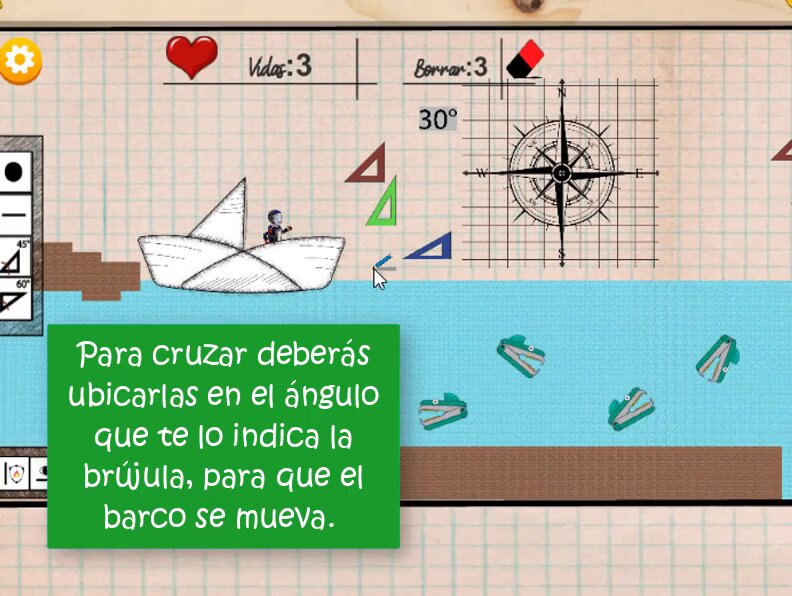 Vidas:3
Borrar:3
30°
N
W
E
S
45°
60°
Para cruzar deberás
ubicarlas en el ángulo
que te lo indica la
brújula, para que el
barco se mueva.